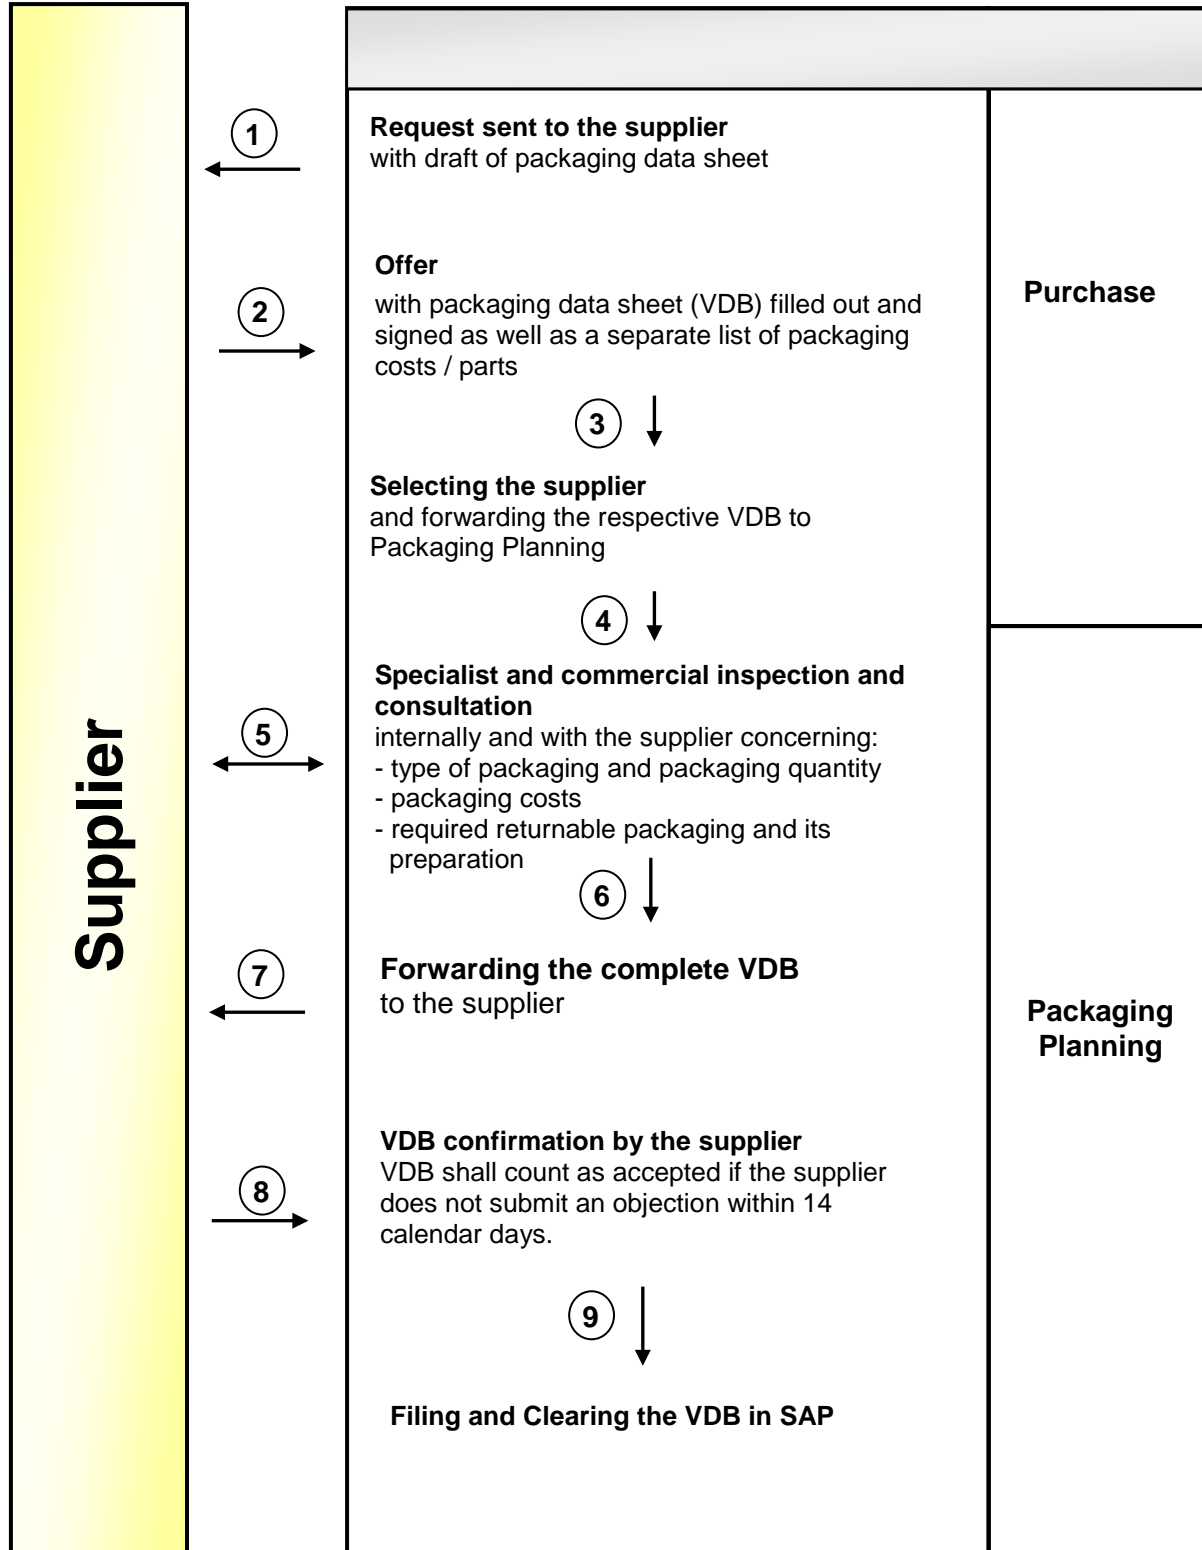 1
Request sent to the supplier
with draft of packaging data sheet
Offer
2
with packaging data sheet (VDB) filled out and
signed as well as a separate list of packaging
costs / parts
Purchase
3
Selecting the supplier
and forwarding the respective VDB to
Packaging Planning
4
Specialist and commercial inspection and
consultation
5
internally and with the supplier concerning:
- type of packaging and packaging quantity
- packaging costs
- required returnable packaging and its
preparation
6
Supplier
7
Forwarding the complete VDB
to the supplier
Packaging
Planning
VDB confirmation by the supplier
8
VDB shall count as accepted if the supplier
does not submit an objection within 14
calendar days.
9
Filing and Clearing the VDB in SAP